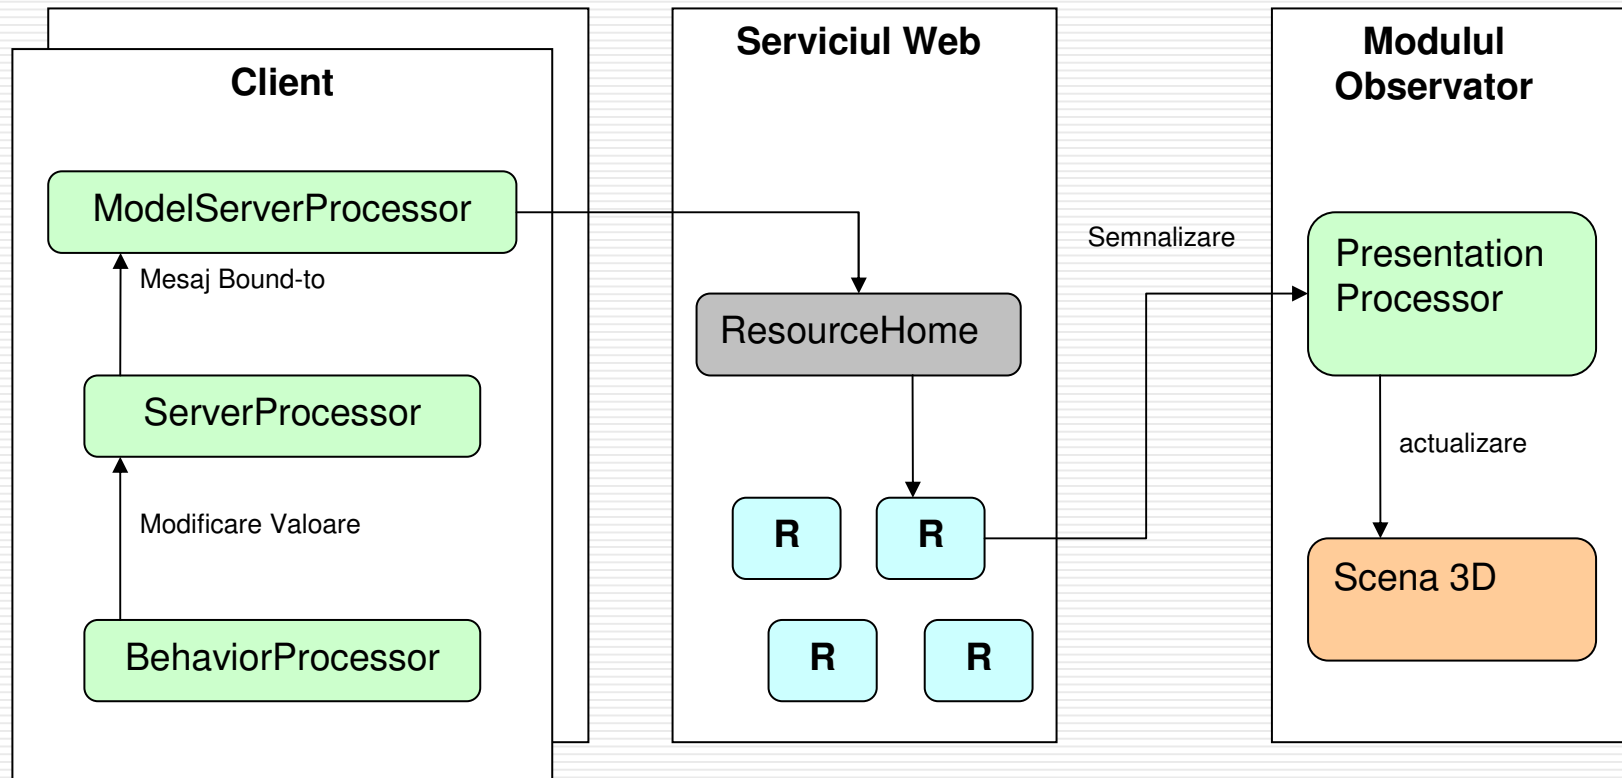 Client
ModelServerProcessor
Mesaj Bound-to
ServerProcessor
Modificare Valoare
BehaviorProcessor
Serviciul Web
ResourceHome
R
R
R
R
Semnalizare
Modulul
Observator
Presentation
Processor
actualizare
Scena 3D